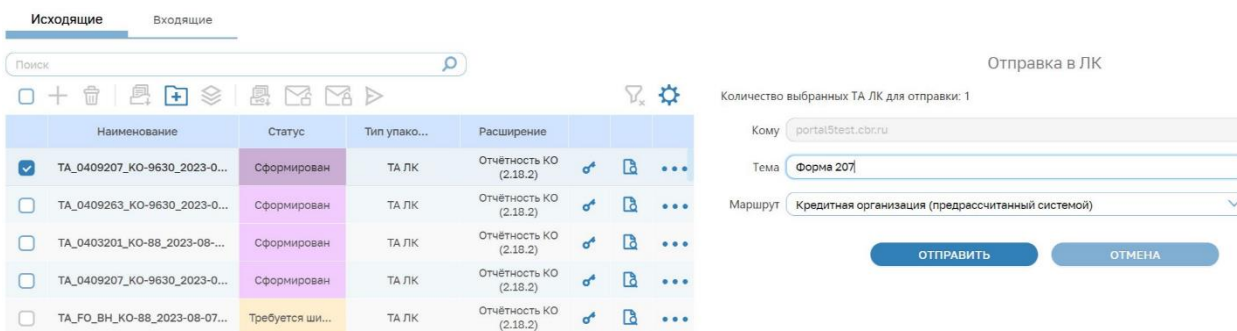 Исходящие
Входящие
Поиск
Наименование Статус Тип упако... Расширение
TA_0409207_KO-9630_2023-0... Сформирован ТА ЛК Отчётность КО (2.18.2)
TA_0409263_KO-9630_2023-0... Сформирован ТА ЛК Отчётность КО (2.18.2)
TA_0403201_KO-88_2023-08-... Сформирован ТА ЛК Отчётность КО (2.18.2)
TA_0409207_KO-9630_2023-0... Сформирован ТА ЛК Отчётность КО (2.18.2)
TA_FO_BH_KO-88_2023-08-07... Требуется ши... ТА ЛК Отчётность КО (2.18.2)
Отправка в ЛК
Количество выбранных ТА ЛК для отправки: 1
Кому portal5test.cbr.ru
Тема Форма 207
Маршрут Кредитная организация (предрассчитанный системой)
ОТПРАВИТЬ ОТМЕНА